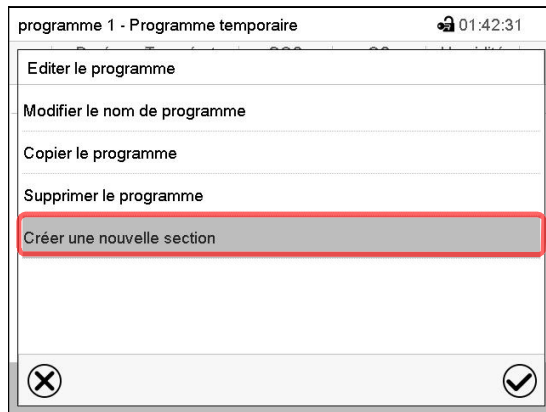 programme 1 - Programme temporaire 01:42:31
Editer le programme
Modifier le nom de programme
Copier le programme
Supprimer le programme
Créer une nouvelle section